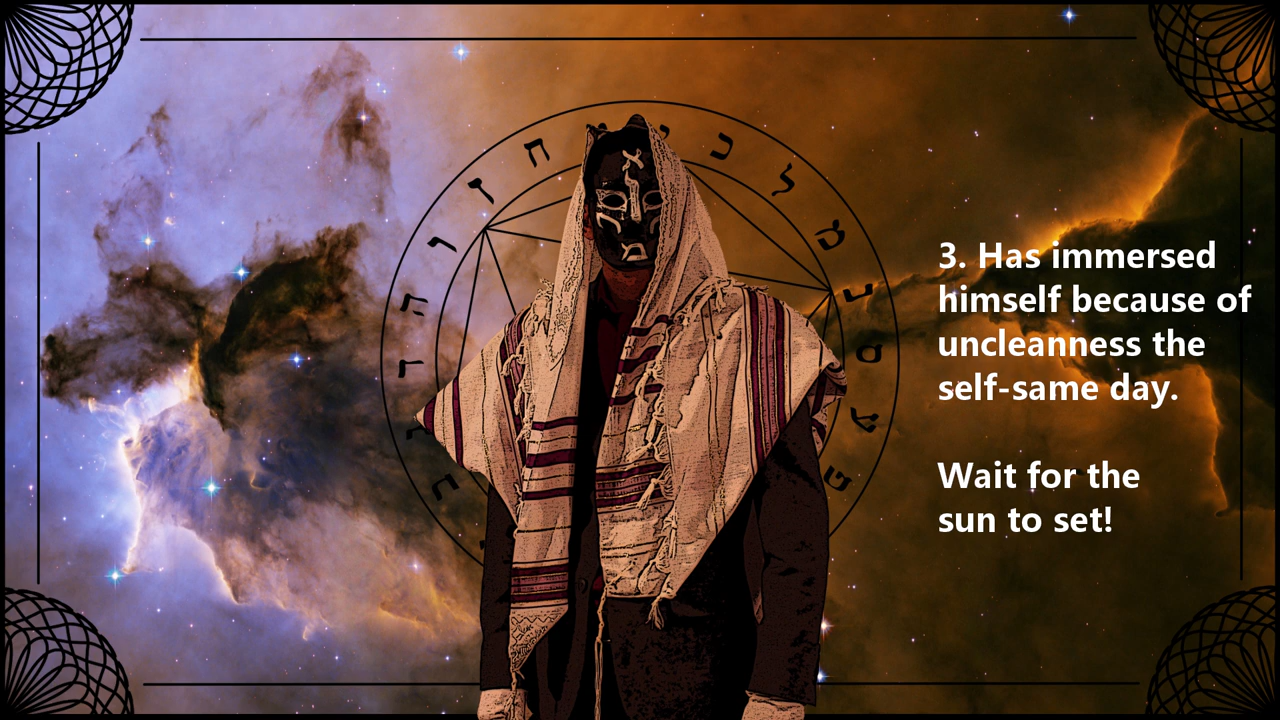 י
כ
ל
מ
נ
ס
ע
פ
ח
ז
ו
ה
ד
א
מ
3. Has immersed
himself because of
uncleanness the
self-same day.
Wait for the
sun to set!